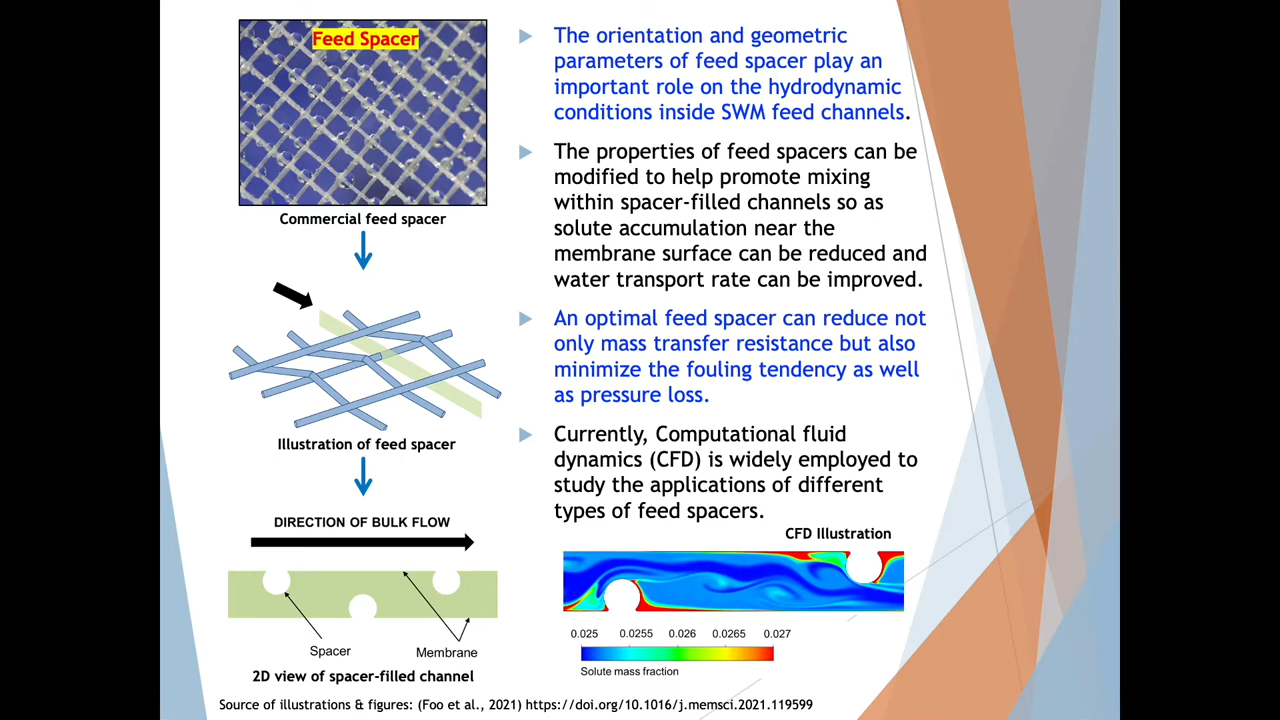 Feed Spacer
Commercial feed spacer
Illustration of feed spacer
DIRECTION OF BULK FLOW
Spacer
Membrane
2D view of spacer-filled channel
The orientation and geometric
parameters of feed spacer play an
important role on the hydrodynamic
conditions inside SWM feed channels.
The properties of feed spacers can be
modified to help promote mixing
within spacer-filled channels so as
solute accumulation near the
membrane surface can be reduced and
water transport rate can be improved.
An optimal feed spacer can reduce not
only mass transfer resistance but also
minimize the fouling tendency as well
as pressure loss.
Currently, Computational fluid
dynamics (CFD) is widely employed to
study the applications of different
types of feed spacers.
CFD Illustration
0.025 0.0255 0.026 0.0265 0.027
Solute mass fraction
Source of illustrations & figures: (Foo et al., 2021) https://doi.org/10.1016/j.memsci.2021.119599